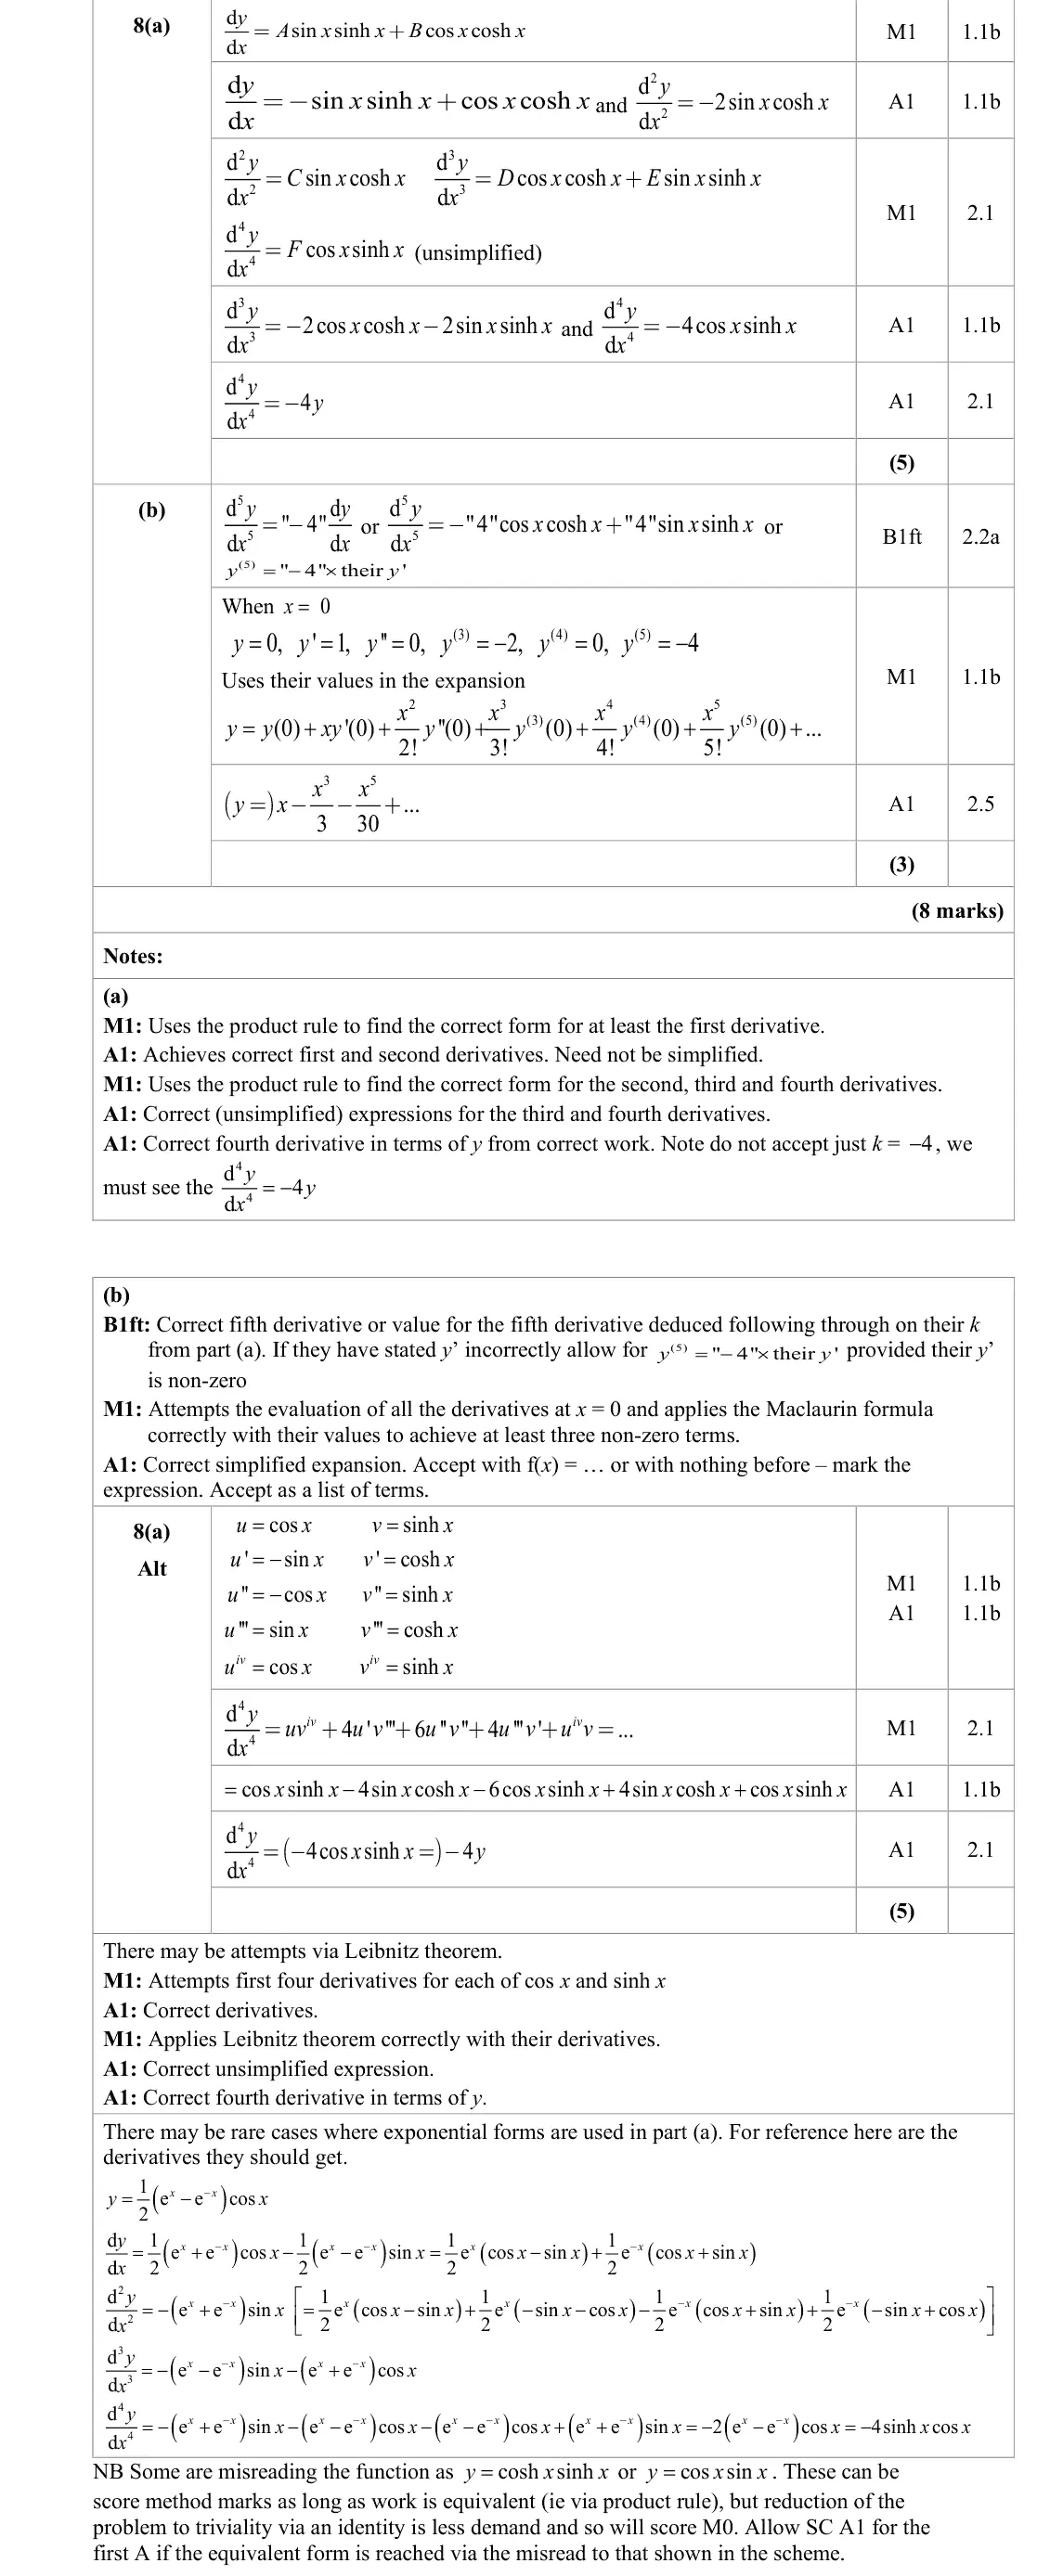 8(a) dy/dx = A sin x sinh x + B cos x cosh x M1 1.1b
dy/dx = −sin x sinh x + cos x cosh x and d²y/dx² = −2sin x cosh x A1 1.1b
d²y/dx² = C sin x cosh x d³y/dx³ = D cos x cosh x + E sin x sinh x
d⁴y/dx⁴ = F cos x sinh x (unsimplified) M1 2.1
d³y/dx³ = −2cos x cosh x − 2sin x sinh x and d⁴y/dx⁴ = −4cos x sinh x A1 1.1b
d⁴y/dx⁴ = −4y A1 2.1
(5)
(b) d⁵y/dx⁵ = "−4" dy/dx or d⁵y/dx⁵ = −"4"cos x cosh x + "4"sin x sinh x or
y⁽⁵⁾ = "−4"× their y' B1ft 2.2a
When x = 0
y = 0, y' = 1, y'' = 0, y⁽³⁾ = −2, y⁽⁴⁾ = 0, y⁽⁵⁾ = −4
Uses their values in the expansion M1 1.1b
y = y(0) + xy'(0) + x²/2! y''(0) + x³/3! y⁽³⁾(0) + x⁴/4! y⁽⁴⁾(0) + x⁵/5! y⁽⁵⁾(0) + ...
(y =) x − x³/3 − x⁵/30 + ... A1 2.5
(3)
(8 marks)
Notes:
(a)
M1: Uses the product rule to find the correct form for at least the first derivative.
A1: Achieves correct first and second derivatives. Need not be simplified.
M1: Uses the product rule to find the correct form for the second, third and fourth derivatives.
A1: Correct (unsimplified) expressions for the third and fourth derivatives.
A1: Correct fourth derivative in terms of y from correct work. Note do not accept just k = −4, we
must see the d⁴y/dx⁴ = −4y
(b)
B1ft: Correct fifth derivative or value for the fifth derivative deduced following through on their k
from part (a). If they have stated y' incorrectly allow for y⁽⁵⁾ = "−4"× their y' provided their y'
is non-zero
M1: Attempts the evaluation of all the derivatives at x = 0 and applies the Maclaurin formula
correctly with their values to achieve at least three non-zero terms.
A1: Correct simplified expansion. Accept with f(x) = … or with nothing before – mark the
expression. Accept as a list of terms.
8(a) u = cos x v = sinh x
Alt u' = −sin x v' = cosh x
u'' = −cos x v'' = sinh x M1 1.1b
u''' = sin x v''' = cosh x A1 1.1b
uⁱᵛ = cos x vⁱᵛ = sinh x
d⁴y/dx⁴ = uvⁱᵛ + 4u'v''' + 6u''v'' + 4u'''v' + uⁱᵛv = ... M1 2.1
= cos x sinh x − 4sin x cosh x − 6cos x sinh x + 4sin x cosh x + cos x sinh x A1 1.1b
d⁴y/dx⁴ = (−4cos x sinh x =) − 4y A1 2.1
(5)
There may be attempts via Leibnitz theorem.
M1: Attempts first four derivatives for each of cos x and sinh x
A1: Correct derivatives.
M1: Applies Leibnitz theorem correctly with their derivatives.
A1: Correct unsimplified expression.
A1: Correct fourth derivative in terms of y.
There may be rare cases where exponential forms are used in part (a). For reference here are the
derivatives they should get.
y = 1/2 (eˣ − e⁻ˣ)cos x
dy/dx = 1/2 (eˣ + e⁻ˣ)cos x − 1/2 (eˣ − e⁻ˣ)sin x = 1/2 eˣ (cos x − sin x) + 1/2 e⁻ˣ (cos x + sin x)
d²y/dx² = −(eˣ + e⁻ˣ)sin x [= 1/2 eˣ (cos x − sin x) + 1/2 eˣ (−sin x − cos x) − 1/2 e⁻ˣ (cos x + sin x) + 1/2 e⁻ˣ (−sin x + cos x)]
d³y/dx³ = −(eˣ − e⁻ˣ)sin x − (eˣ + e⁻ˣ)cos x
d⁴y/dx⁴ = −(eˣ + e⁻ˣ)sin x − (eˣ − e⁻ˣ)cos x − (eˣ − e⁻ˣ)cos x + (eˣ + e⁻ˣ)sin x = −2(eˣ − e⁻ˣ)cos x = −4sinh x cos x
NB Some are misreading the function as y = cosh x sinh x or y = cos x sin x . These can be
score method marks as long as work is equivalent (ie via product rule), but reduction of the
problem to triviality via an identity is less demand and so will score M0. Allow SC A1 for the
first A if the equivalent form is reached via the misread to that shown in the scheme.